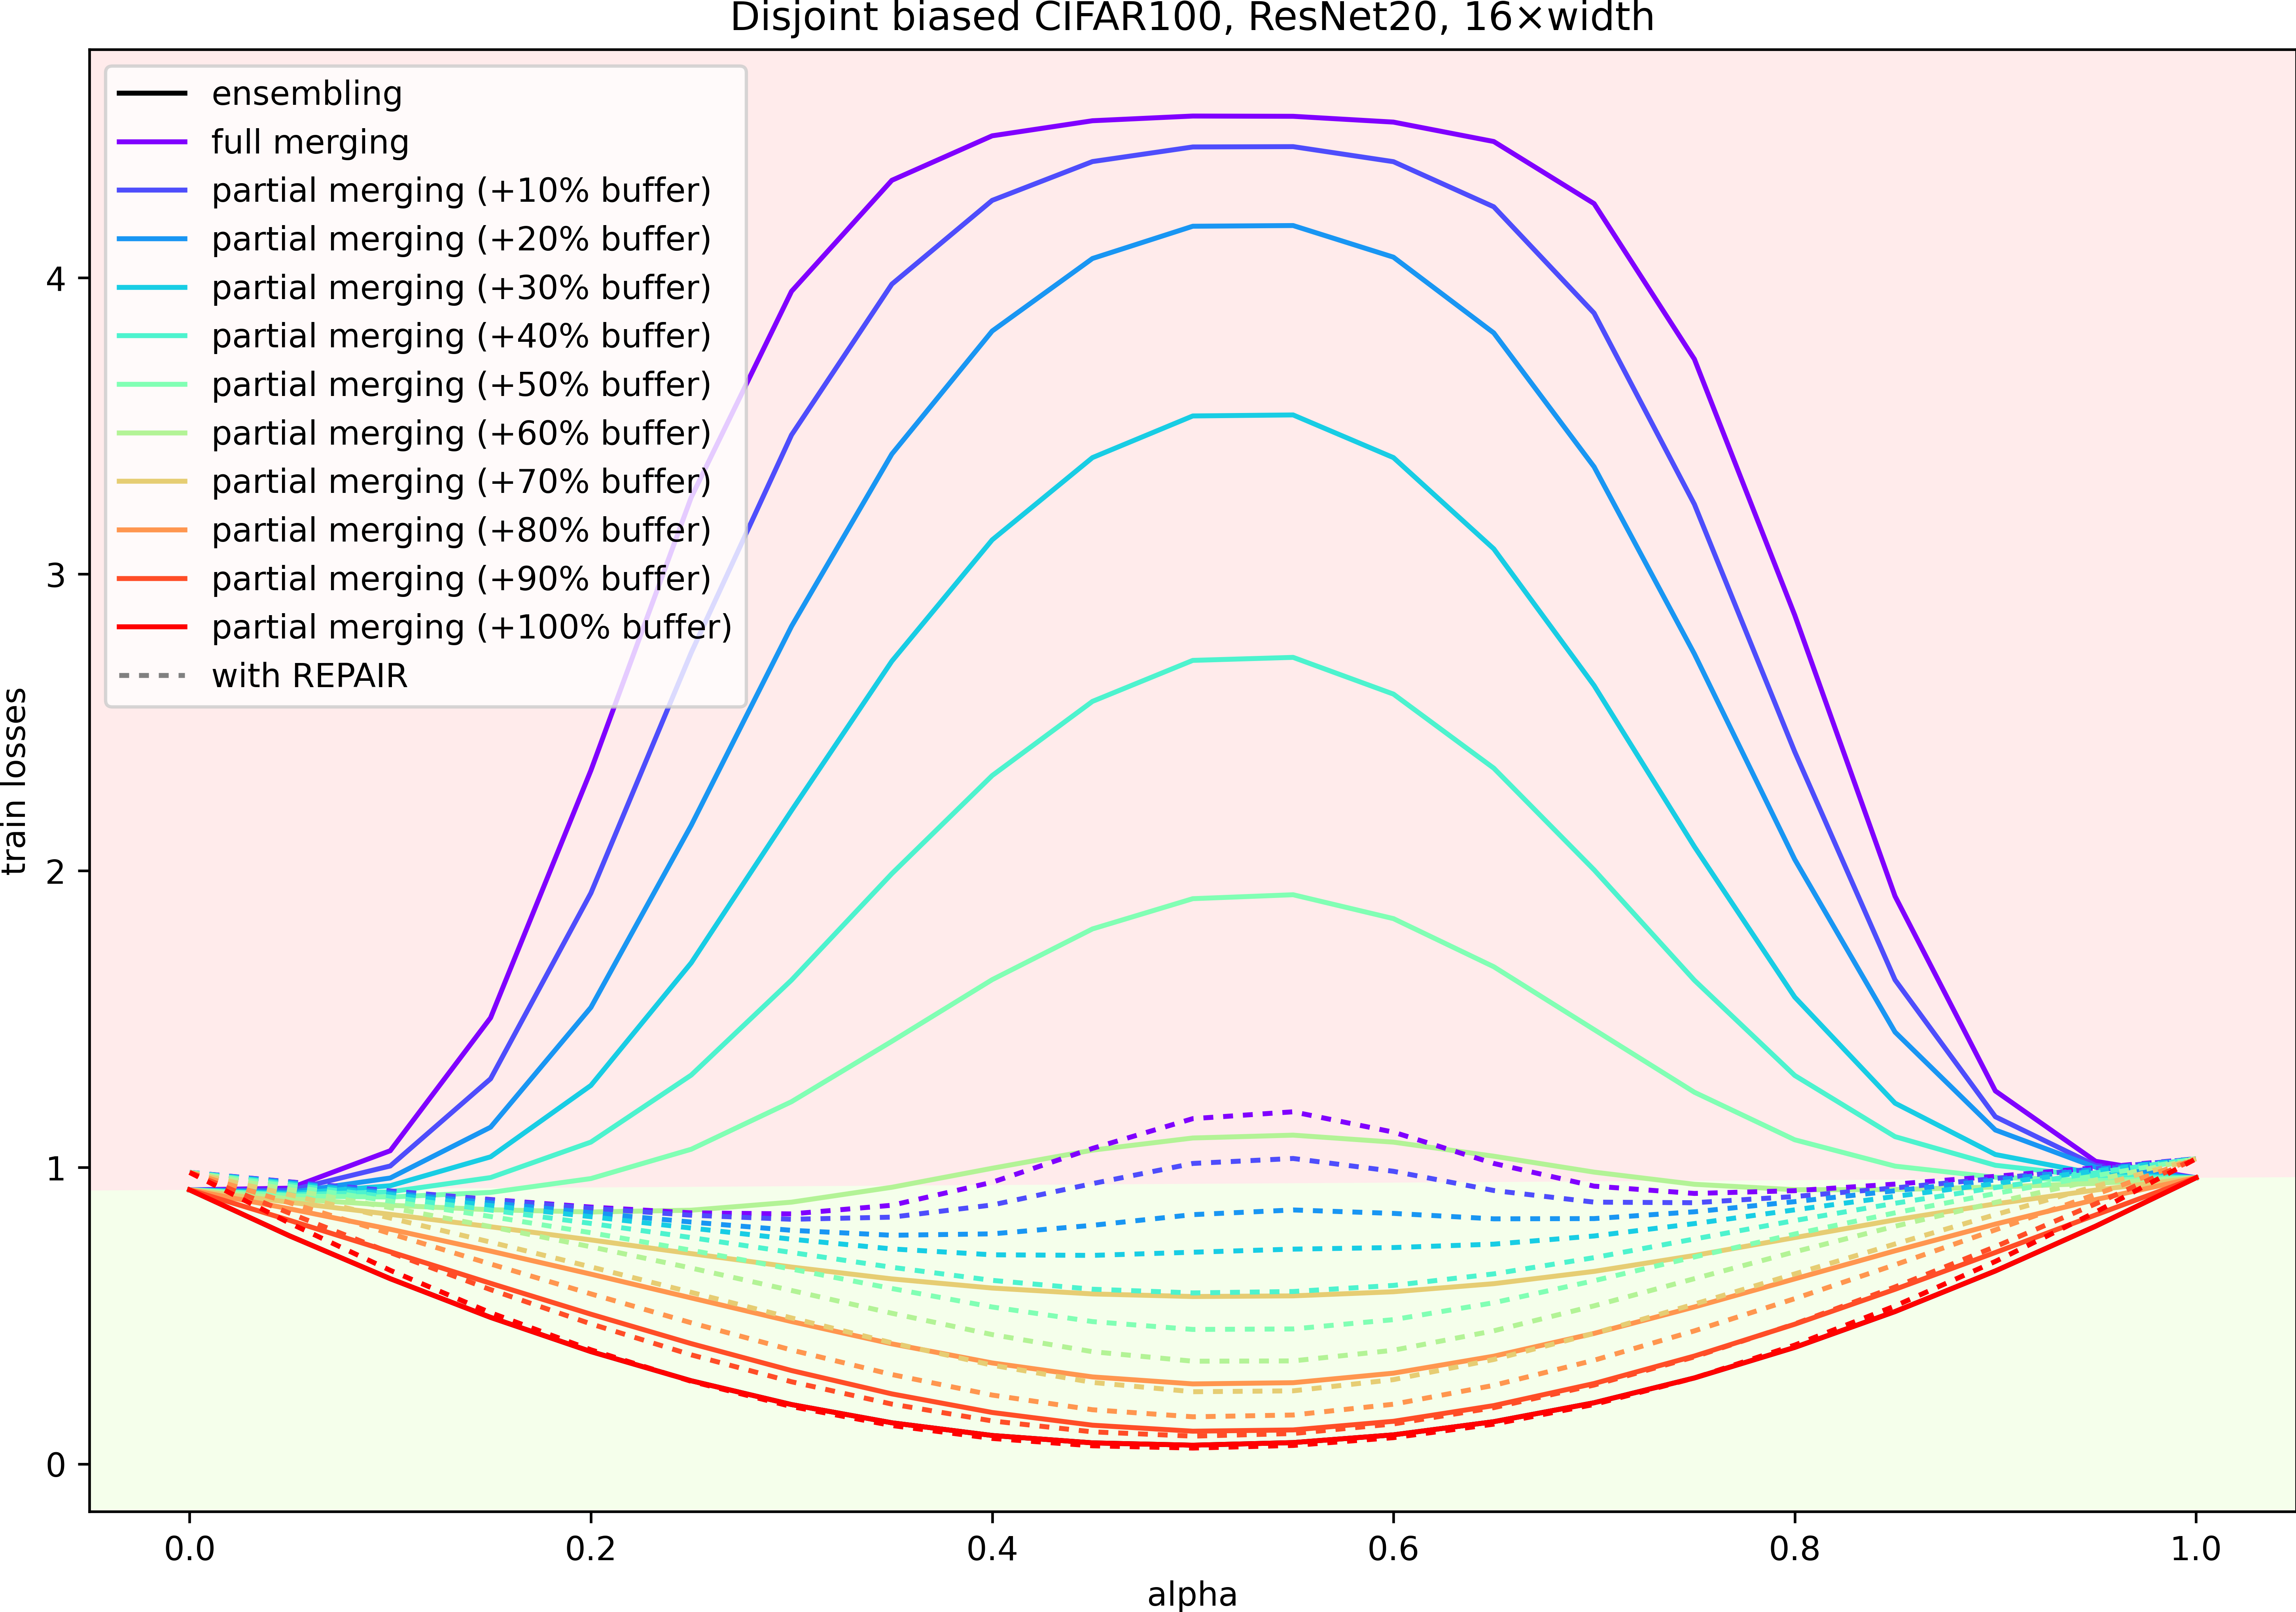 Disjoint biased CIFAR100, ResNet20, 16×width
ensembling
full merging
partial merging (+10% buffer)
partial merging (+20% buffer)
partial merging (+30% buffer)
partial merging (+40% buffer)
partial merging (+50% buffer)
partial merging (+60% buffer)
partial merging (+70% buffer)
partial merging (+80% buffer)
partial merging (+90% buffer)
partial merging (+100% buffer)
with REPAIR
train losses
4
3
2
1
0
0.0 0.2 0.4 0.6 0.8 1.0
alpha